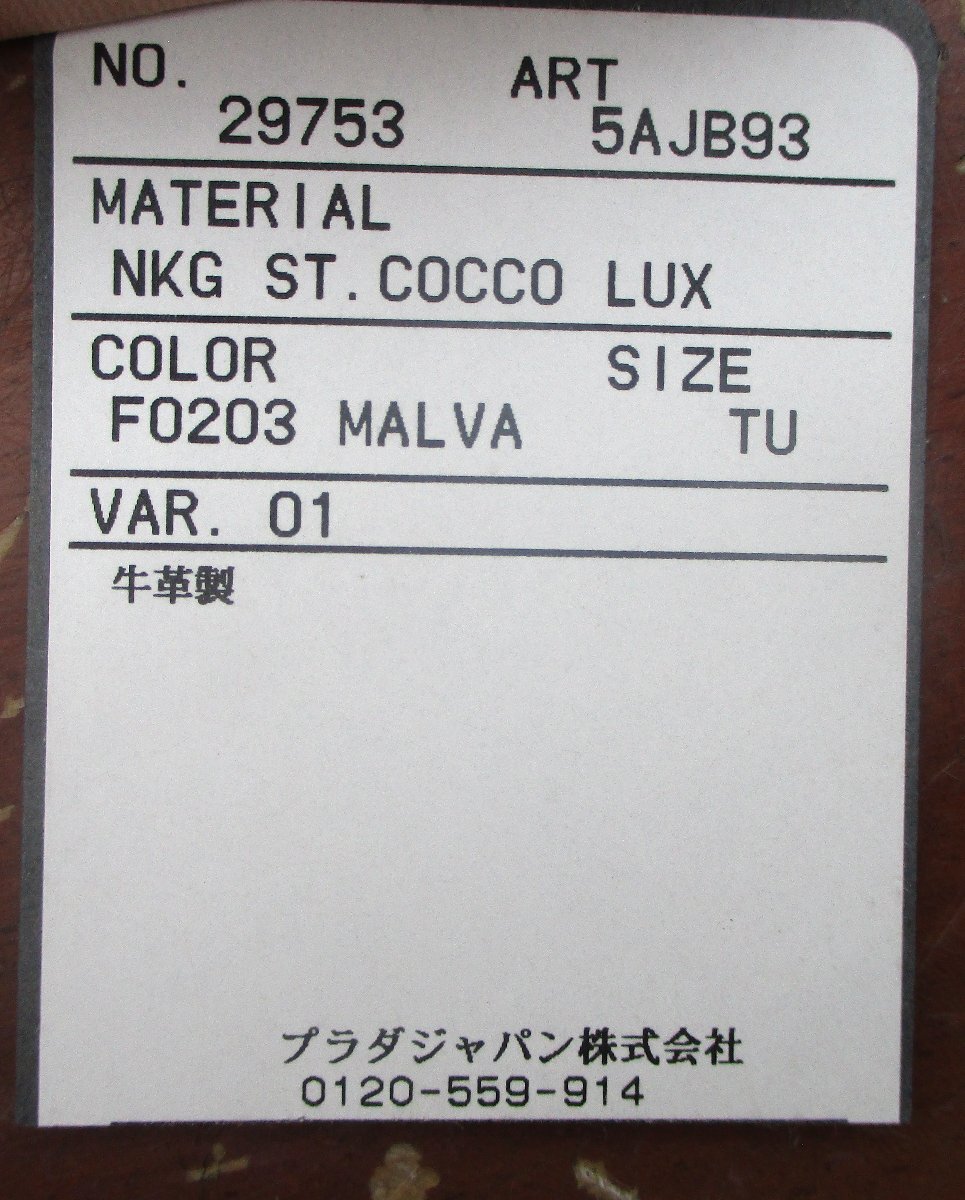 NO. ART
29753 5AJB93
MATERIAL
NKG ST.COCCO LUX
COLOR SIZE
F0203 MALVA TU
VAR. 01
牛革製
プラダジャパン株式会社
0120-559-914